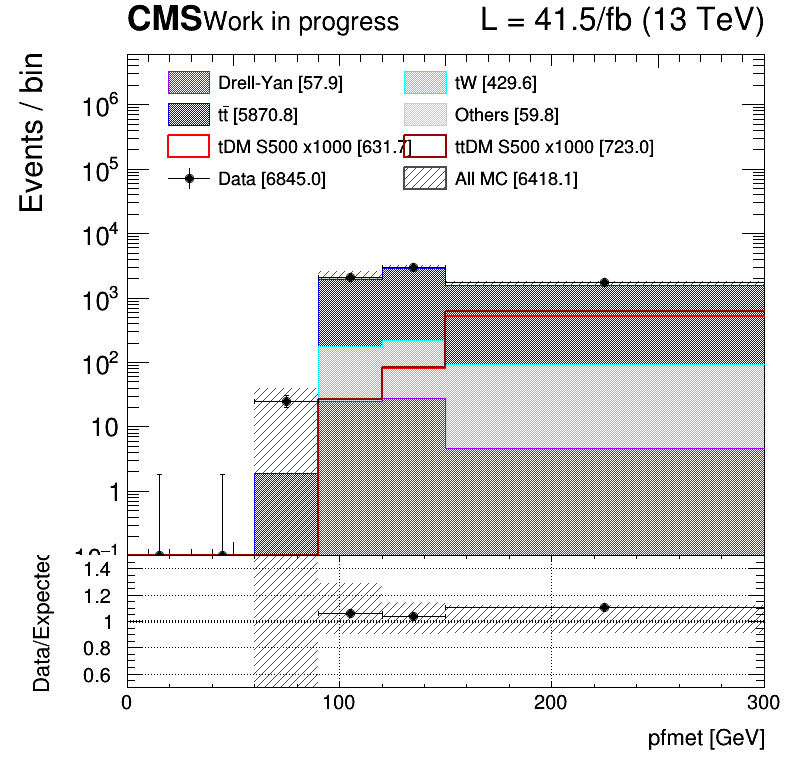 CMS Work in progress L = 41.5/fb (13 TeV)
Events / bin
Drell-Yan [57.9] tW [429.6]
tt̄ [5870.8] Others [59.8]
tDM S500 x1000 [631.7] ttDM S500 x1000 [723.0]
Data [6845.0] All MC [6418.1]
10⁶
10⁵
10⁴
10³
10²
10
1
10⁻¹
Data/Expected
1.4
1.2
1
0.8
0.6
0 100 200 300
pfmet [GeV]